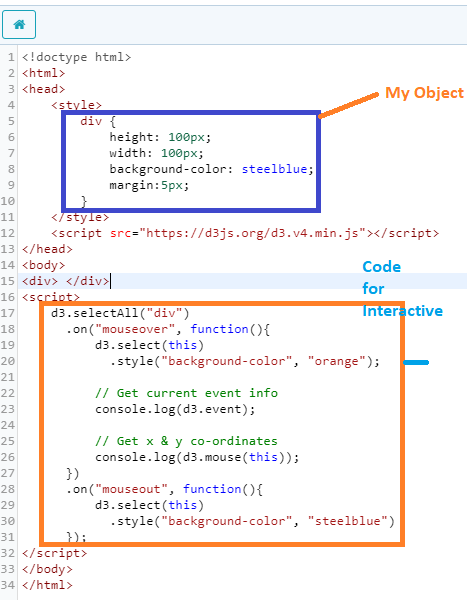 1 <!doctype html>
2 <html>
3 <head>
My Object
4 <style>
5 div {
6 height: 100px;
7 width: 100px;
8 background-color: steelblue;
9 margin:5px;
10 }
11 </style>
12 <script src="https://d3js.org/d3.v4.min.js"></script>
13 </head>
14 <body>
15 <div> </div>
Code
for
Interactive
16 <script>
17 d3.selectAll("div")
18 .on("mouseover", function(){
19 d3.select(this)
20 .style("background-color", "orange");
21
22 // Get current event info
23 console.log(d3.event);
24
25 // Get x & y co-ordinates
26 console.log(d3.mouse(this));
27 })
28 .on("mouseout", function(){
29 d3.select(this)
30 .style("background-color", "steelblue")
31 });
32 </script>
33 </body>
34 </html>